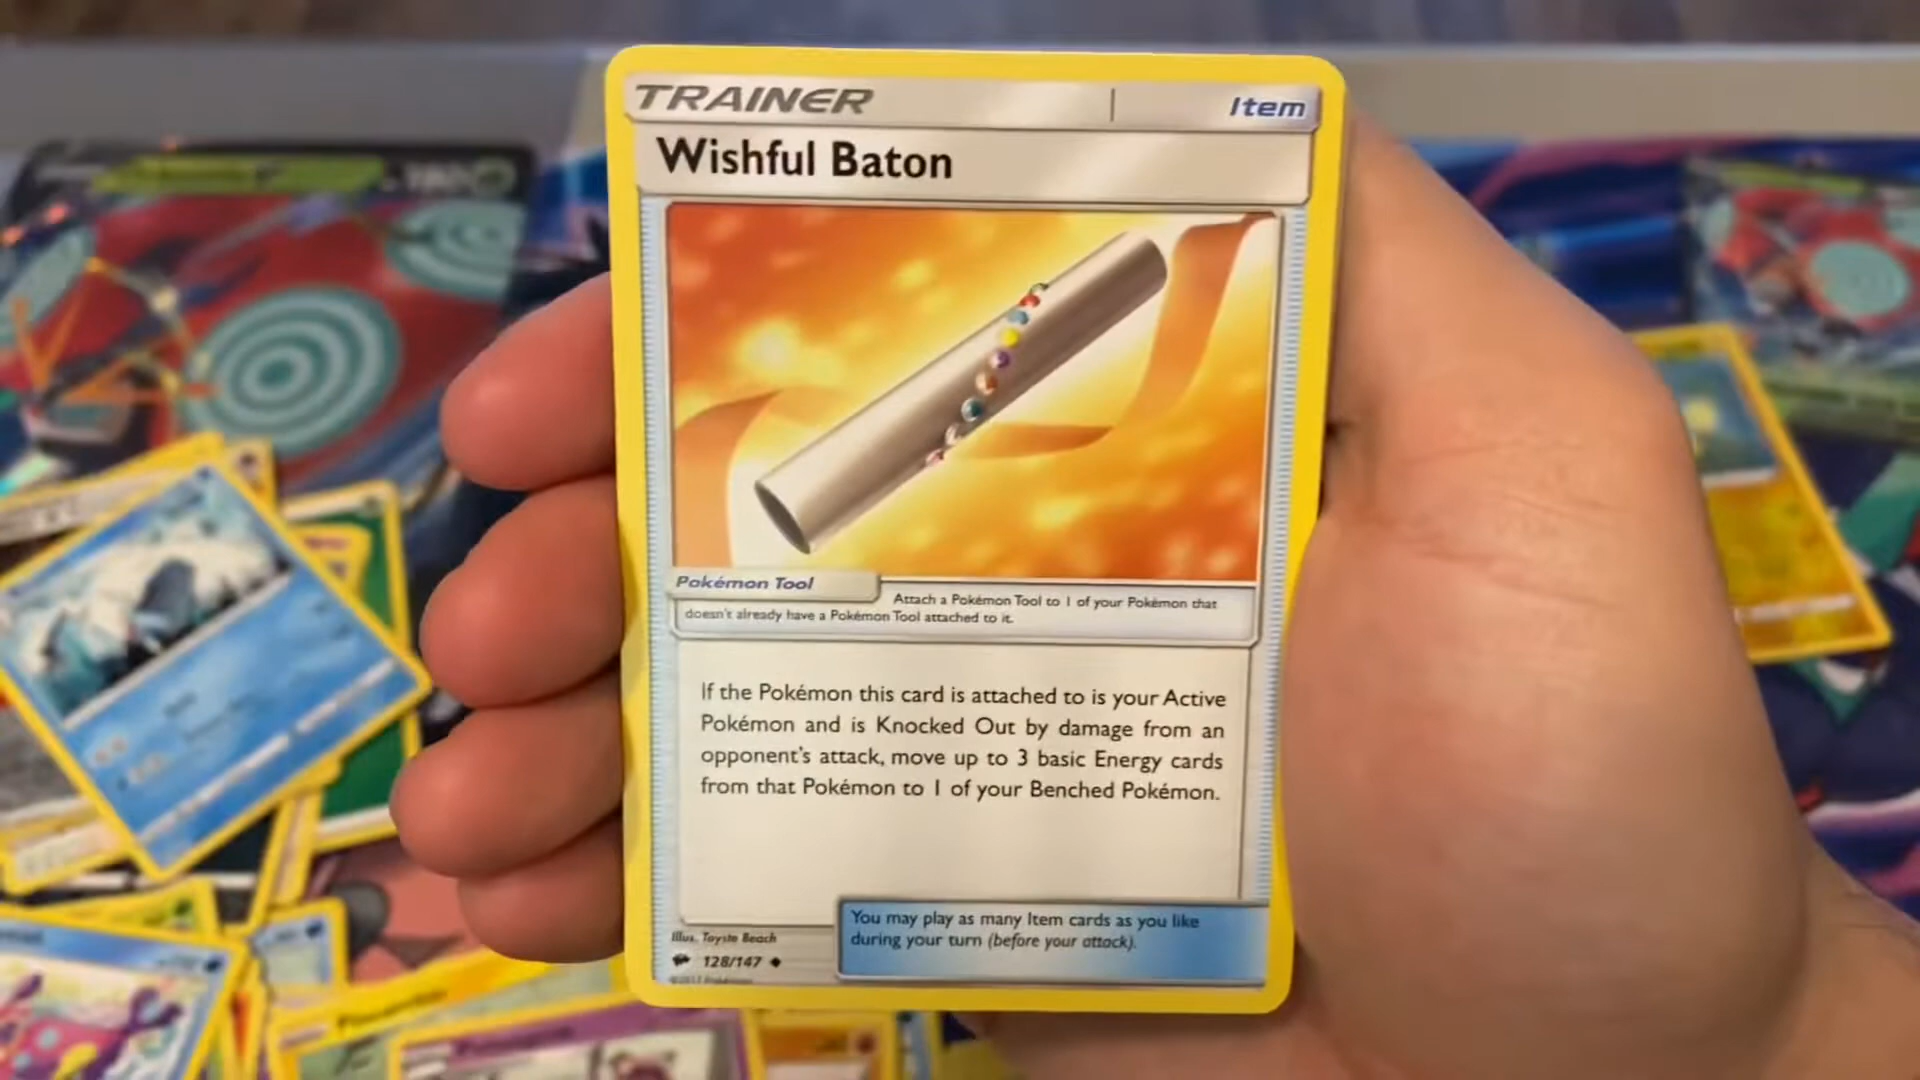 TRAINER
Item
Wishful Baton
Pokémon Tool
Attach a Pokémon Tool to 1 of your Pokémon that
doesn't already have a Pokémon Tool attached to it.
If the Pokémon this card is attached to is your Active
Pokémon and is Knocked Out by damage from an
opponent's attack, move up to 3 basic Energy cards
from that Pokémon to 1 of your Benched Pokémon.
You may play as many Item cards as you like
during your turn (before your attack).
Illus. Toyste Beach
128/147